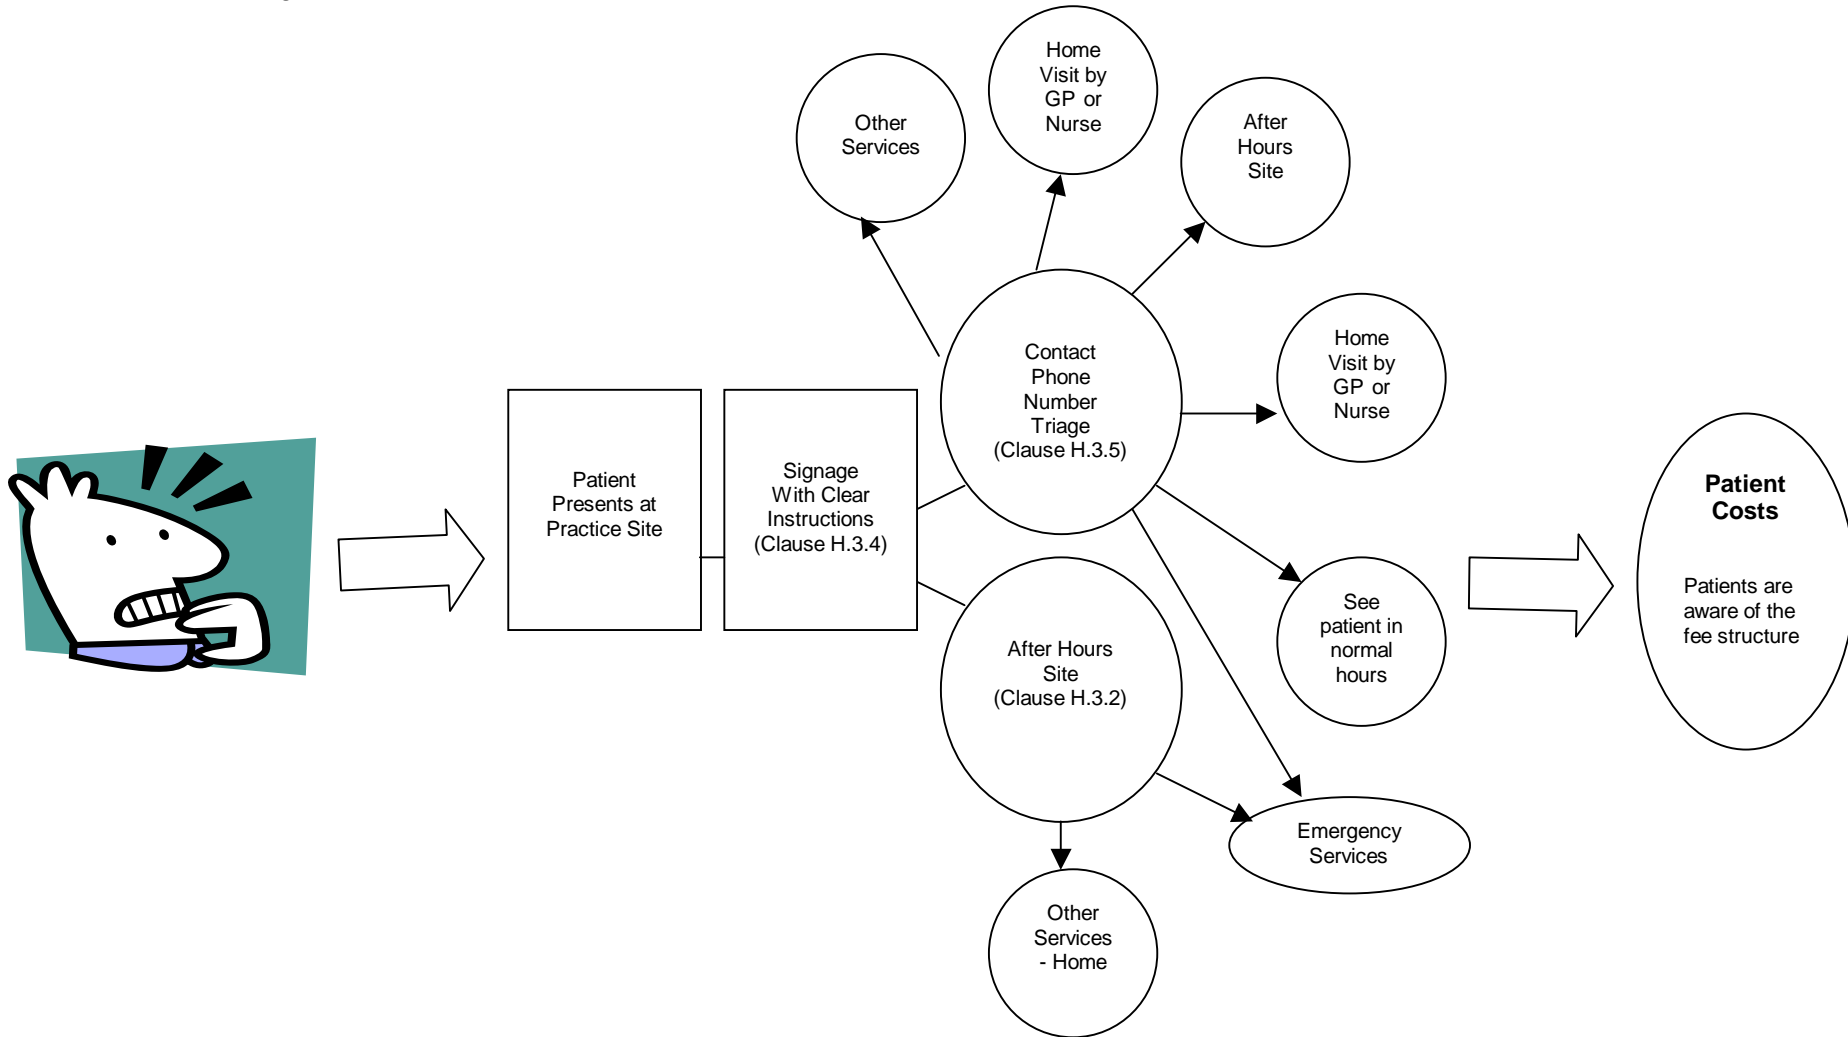 Home
Visit by
GP or
Nurse
Other
Services
After
Hours
Site
Contact
Phone
Number
Triage
(Clause H.3.5)
Home
Visit by
GP or
Nurse
Patient
Presents at
Practice Site
Signage
With Clear
Instructions
(Clause H.3.4)
After Hours
Site
(Clause H.3.2)
See
patient in
normal
hours
Emergency
Services
Other
Services
- Home
Patient
Costs
Patients are
aware of the
fee structure